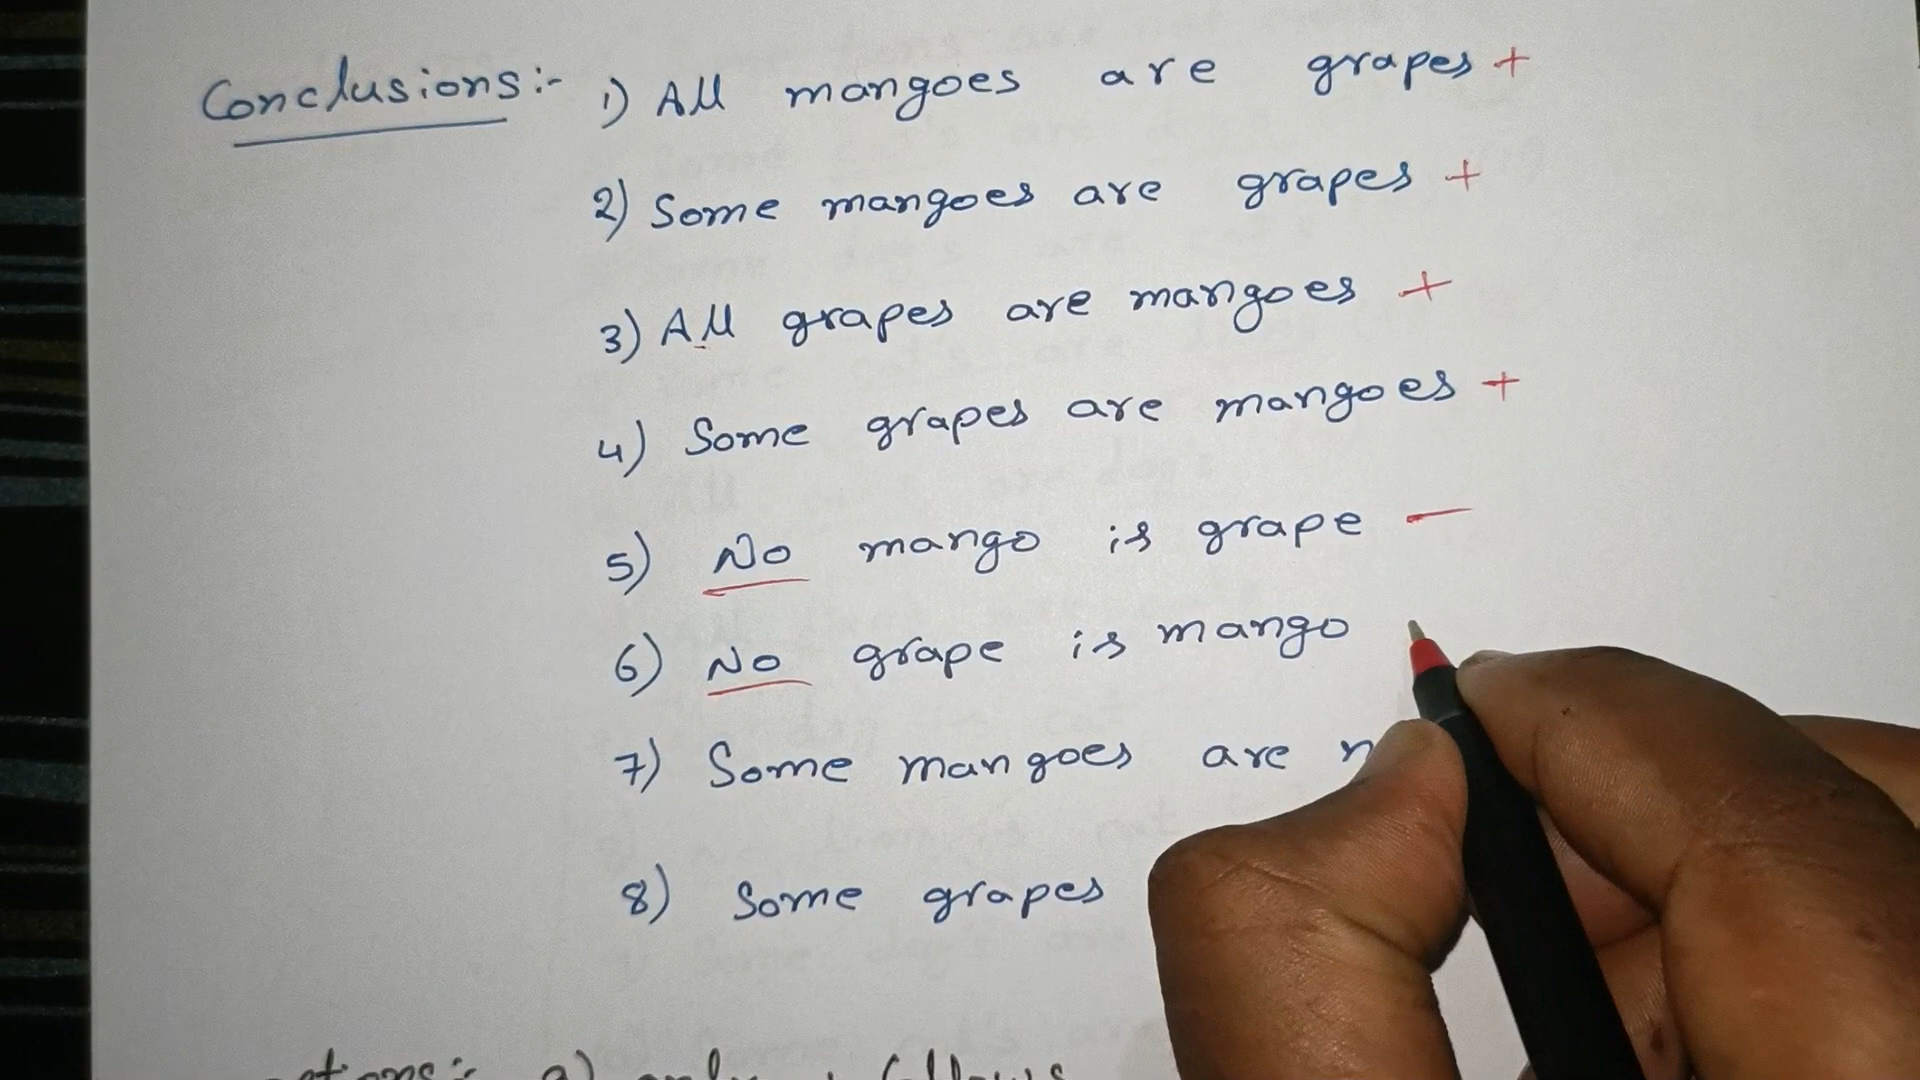 Conclusions:- 1) All mangoes are grapes +
2) Some mangoes are grapes +
3) All grapes are mangoes +
4) Some grapes are mangoes +
5) No mango is grape -
6) No grape is mango
7) Some mangoes are
8) Some grapes
a) only